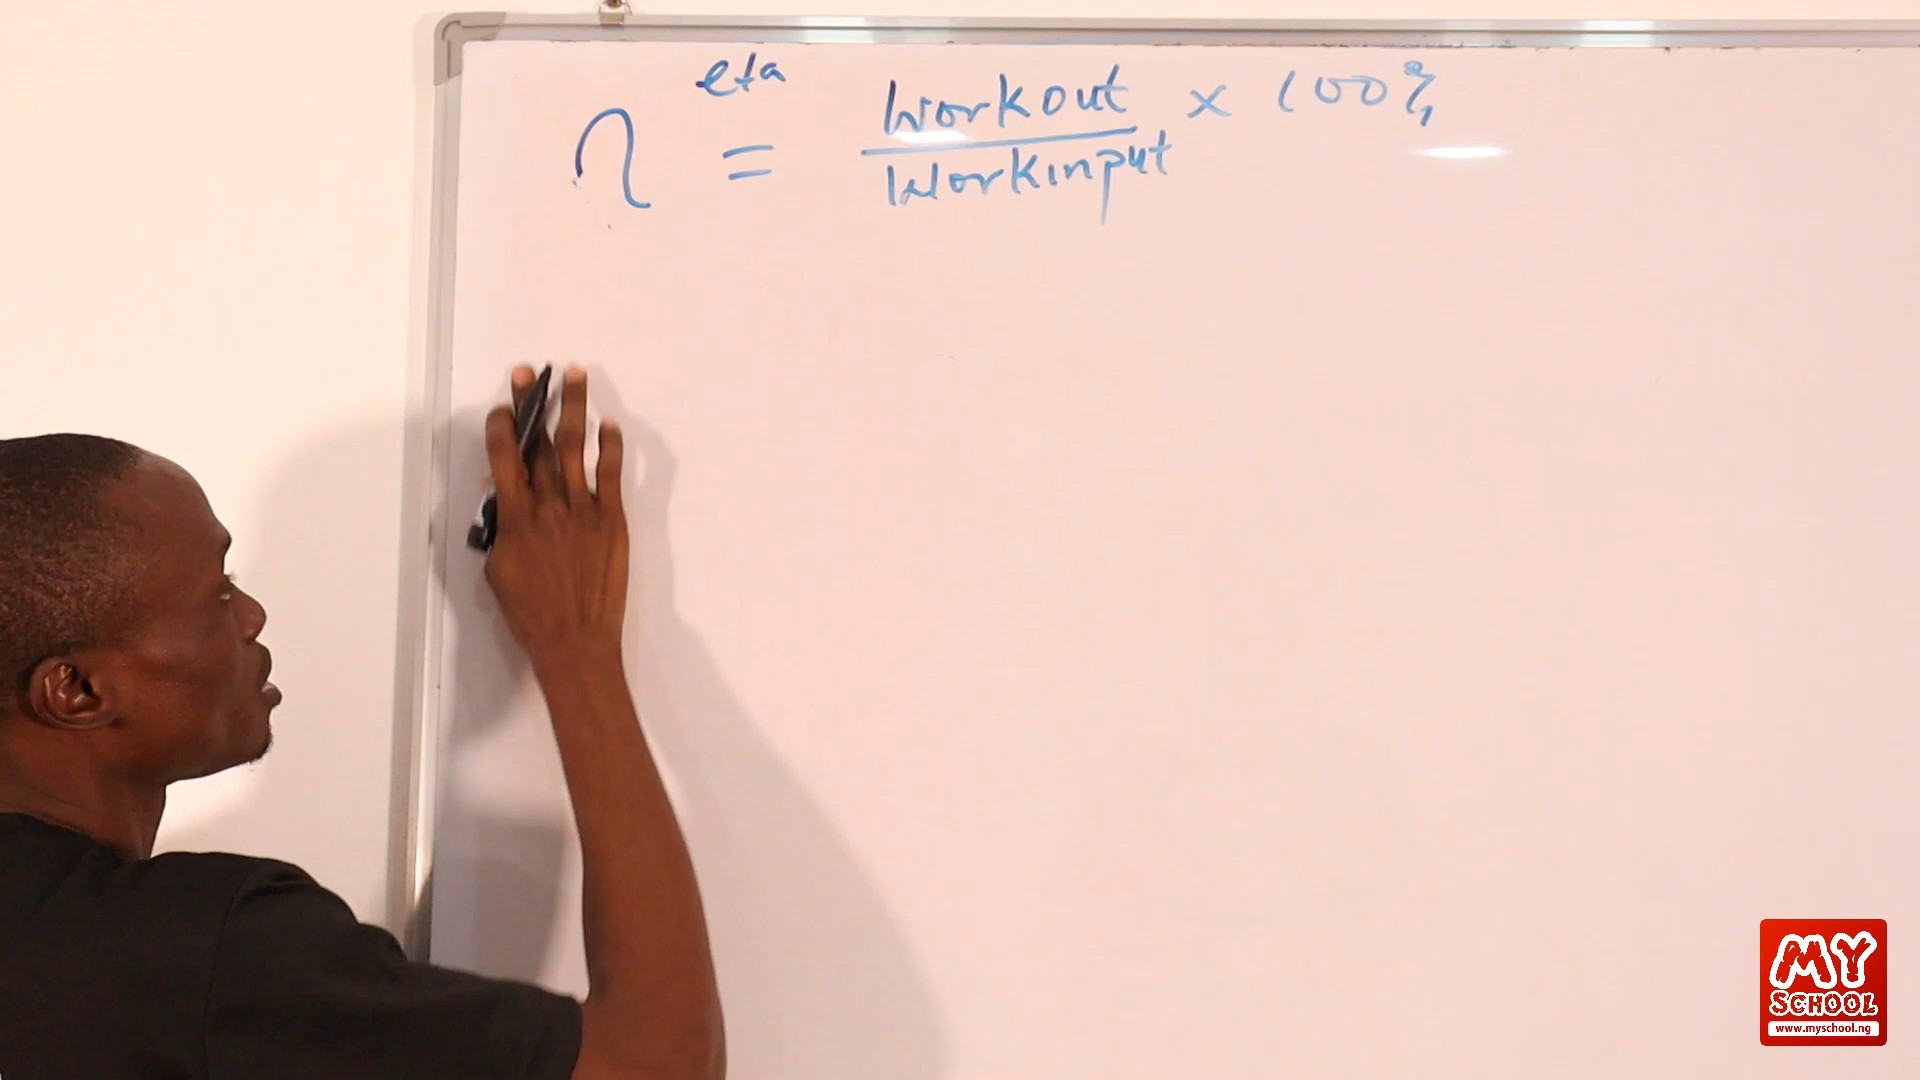 eta
η = Workout / Workinput × 100%
MY
SCHOOL
www.myschool.ng